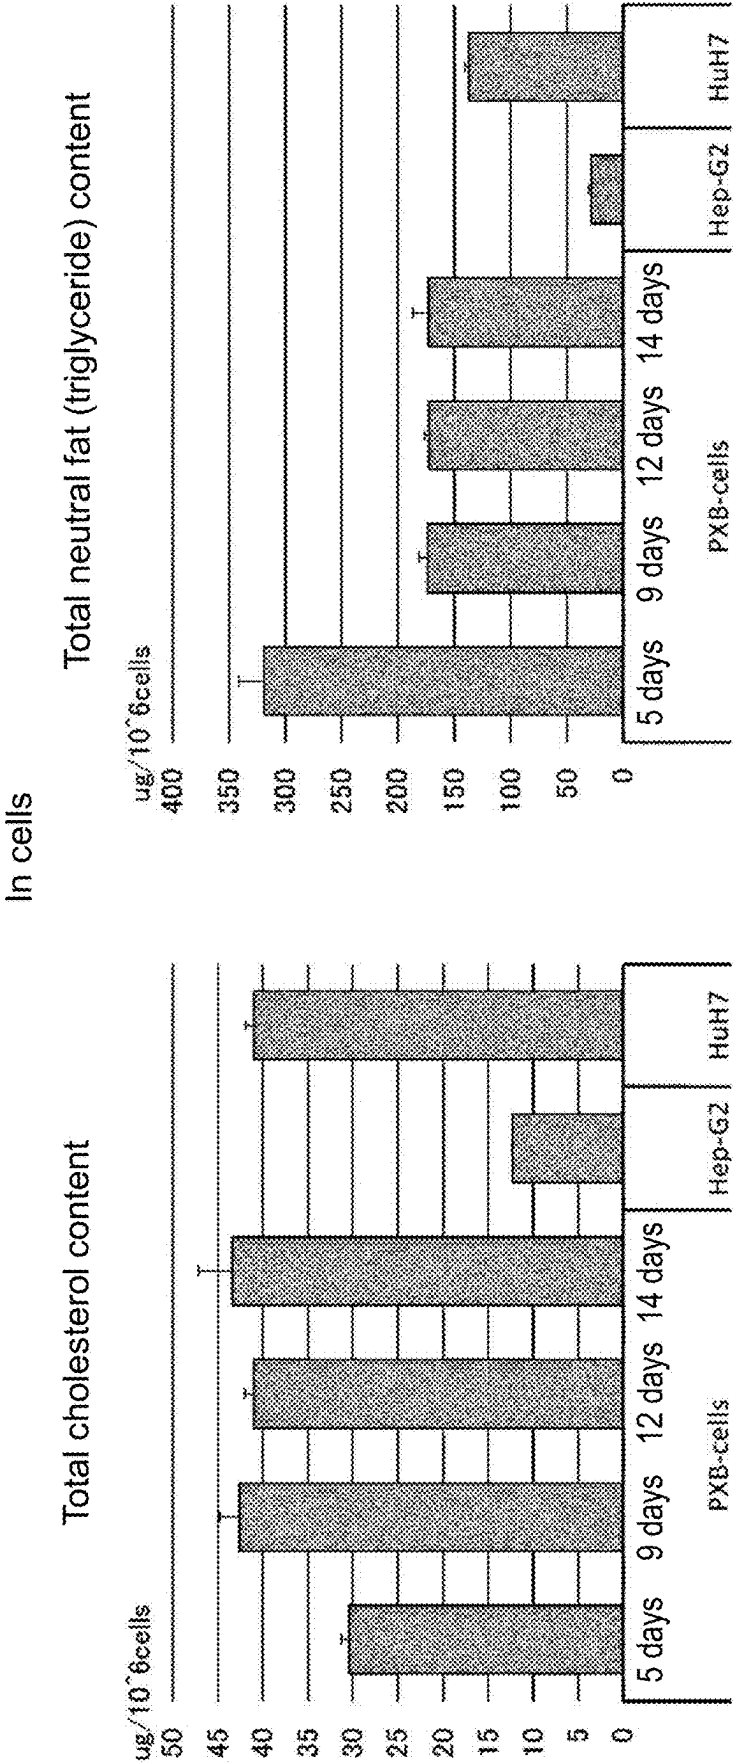 In cells
Total cholesterol content
ug/10^6cells
50
45
40
35
30
25
20
15
10
5
0
5 days
9 days
12 days
14 days
Hep-G2
HuH7
PXB-cells
Total neutral fat (triglyceride) content
ug/10^6cells
400
350
300
250
200
150
100
50
0
5 days
9 days
12 days
14 days
Hep-G2
HuH7
PXB-cells